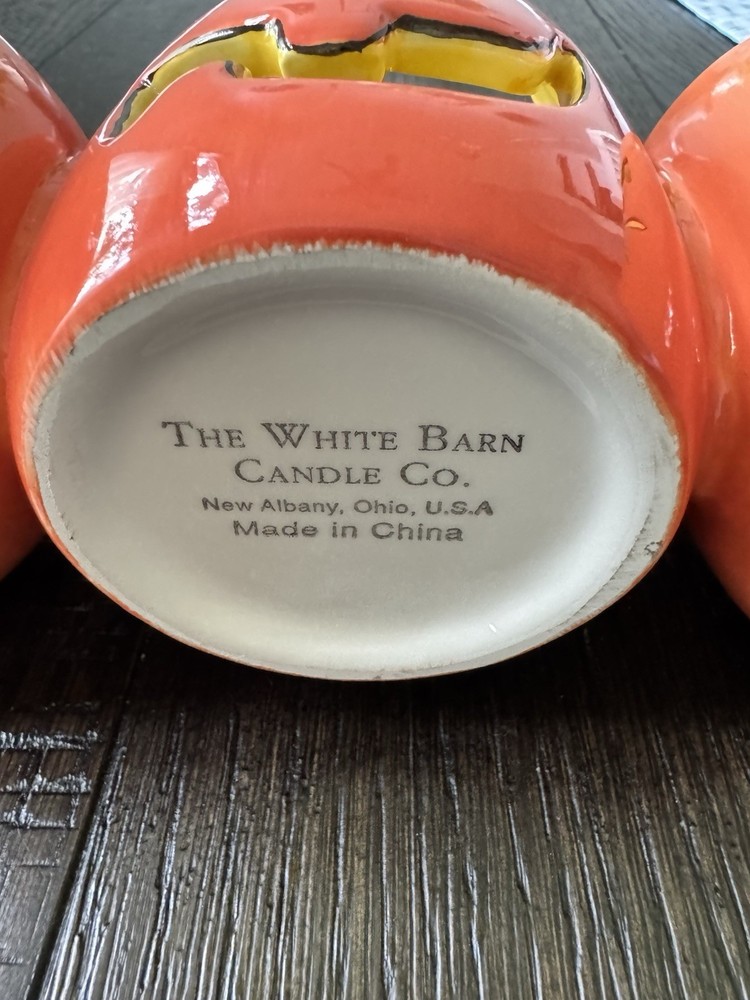 THE WHITE BARN
CANDLE CO.
New Albany, Ohio, U.S.A
Made in China